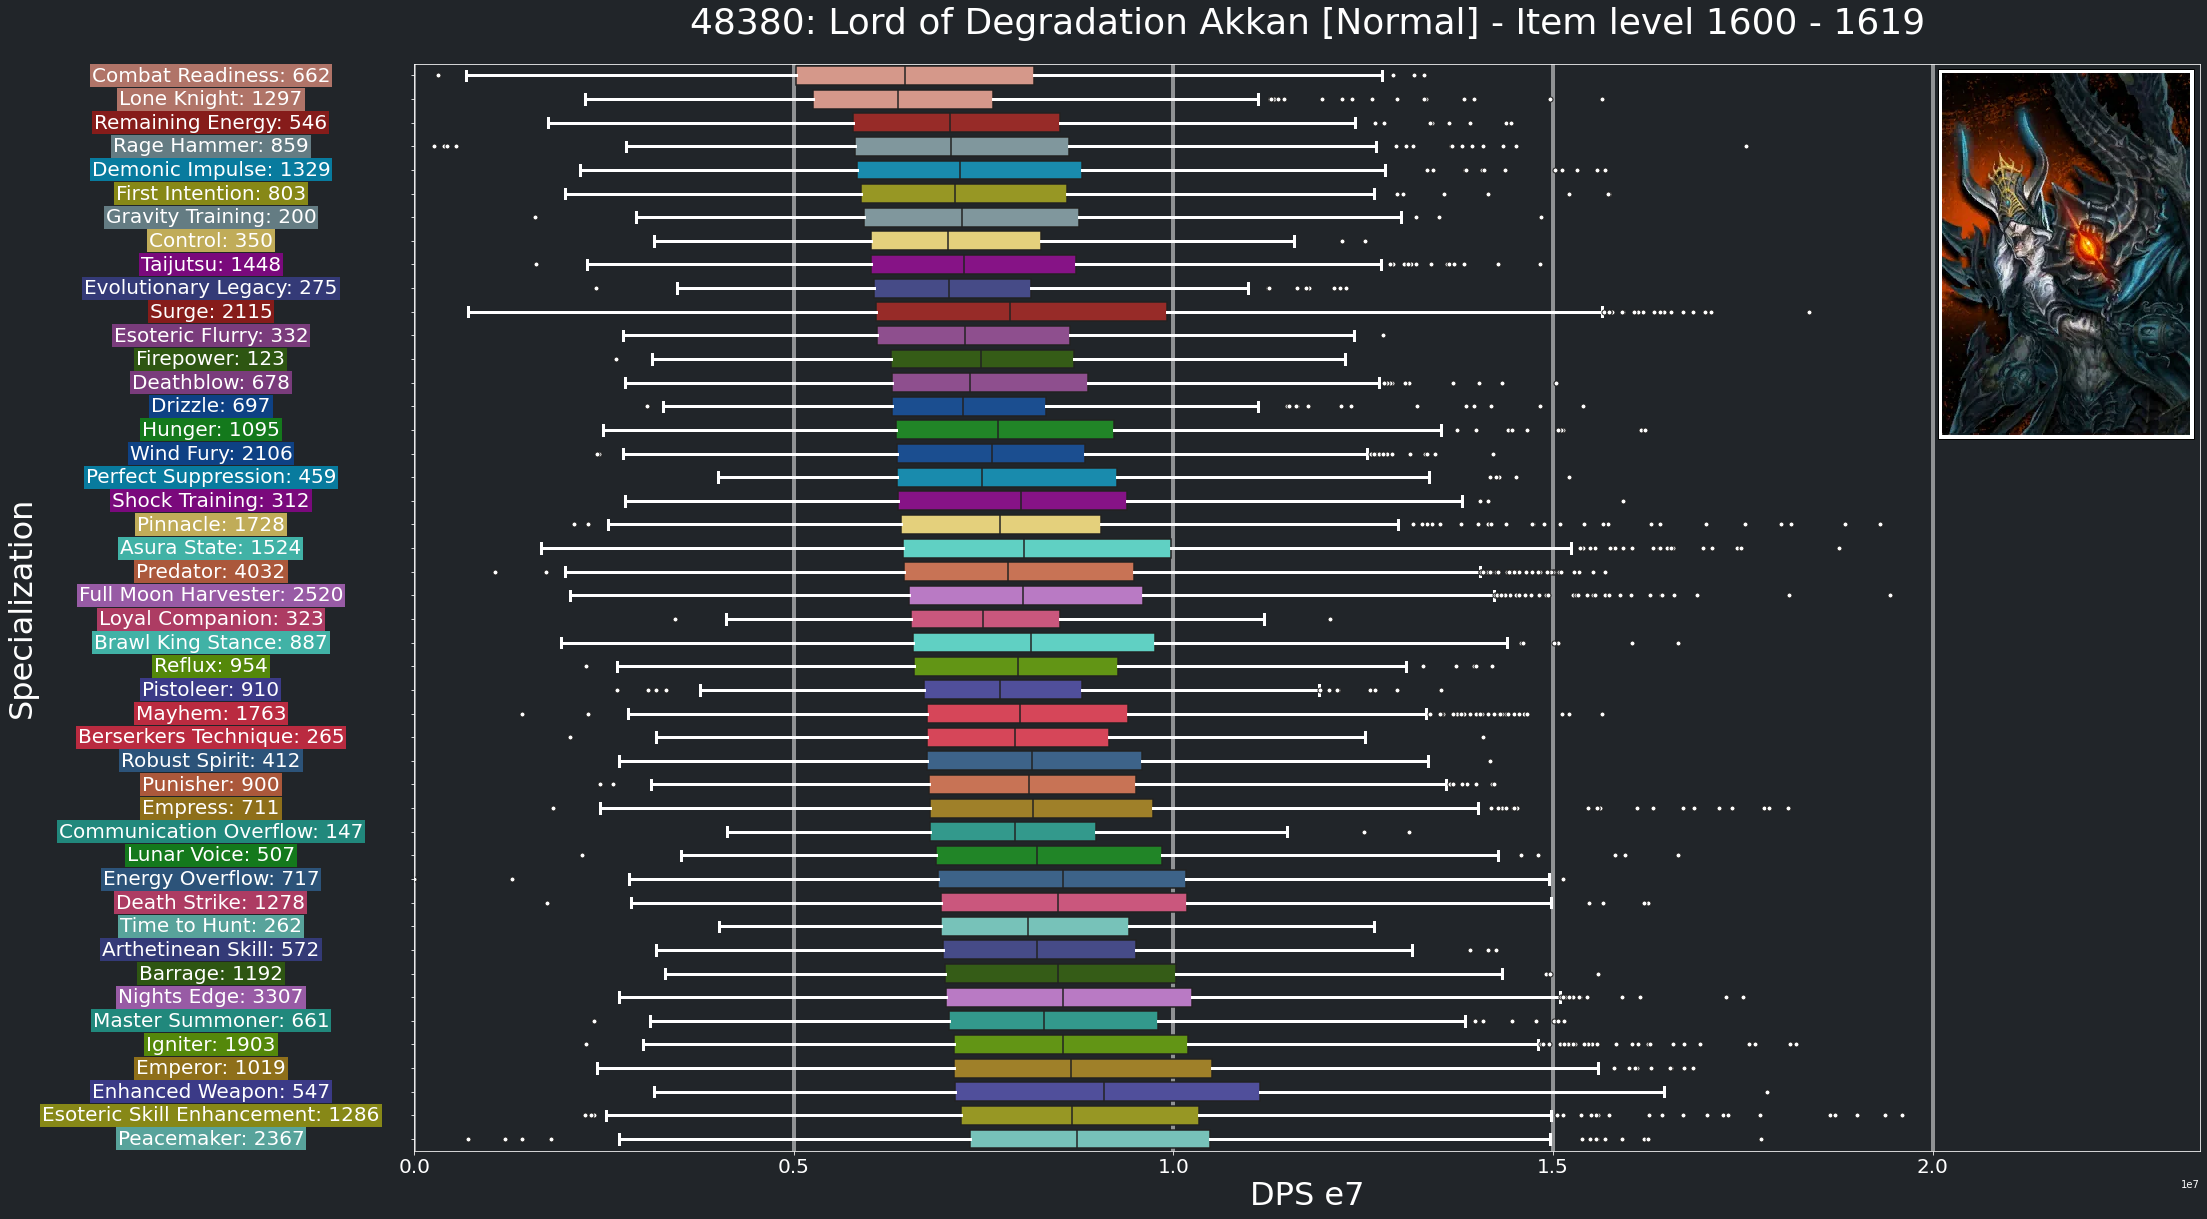 48380: Lord of Degradation Akkan [Normal] - Item level 1600 - 1619
Specialization
Combat Readiness: 662
Lone Knight: 1297
Remaining Energy: 546
Rage Hammer: 859
Demonic Impulse: 1329
First Intention: 803
Gravity Training: 200
Control: 350
Taijutsu: 1448
Evolutionary Legacy: 275
Surge: 2115
Esoteric Flurry: 332
Firepower: 123
Deathblow: 678
Drizzle: 697
Hunger: 1095
Wind Fury: 2106
Perfect Suppression: 459
Shock Training: 312
Pinnacle: 1728
Asura State: 1524
Predator: 4032
Full Moon Harvester: 2520
Loyal Companion: 323
Brawl King Stance: 887
Reflux: 954
Pistoleer: 910
Mayhem: 1763
Berserkers Technique: 265
Robust Spirit: 412
Punisher: 900
Empress: 711
Communication Overflow: 147
Lunar Voice: 507
Energy Overflow: 717
Death Strike: 1278
Time to Hunt: 262
Arthetinean Skill: 572
Barrage: 1192
Nights Edge: 3307
Master Summoner: 661
Igniter: 1903
Emperor: 1019
Enhanced Weapon: 547
Esoteric Skill Enhancement: 1286
Peacemaker: 2367
0.0 0.5 1.0 1.5 2.0
1e7
DPS e7